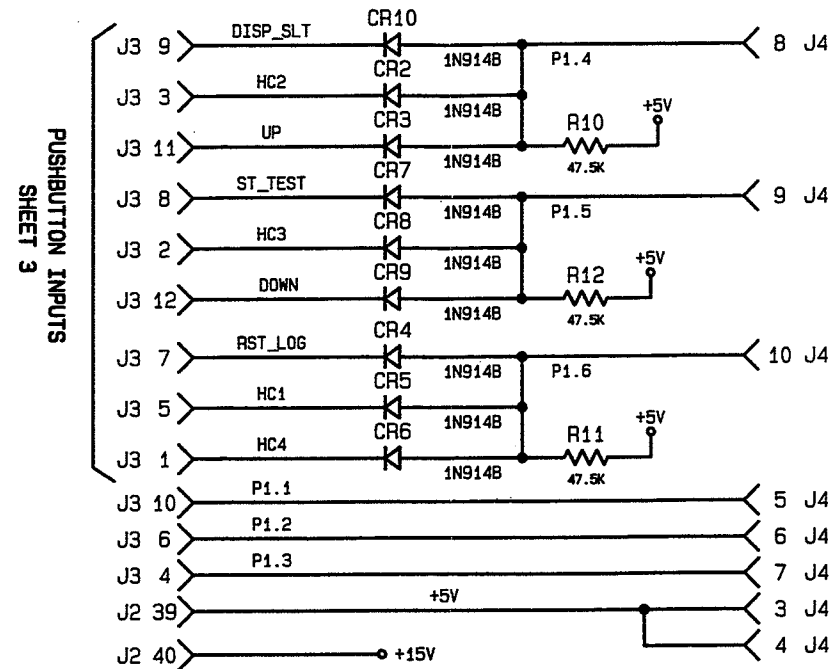 CR10
J3 9 DISP_SLT 1N914B P1.4 8 J4
CR2
J3 3 HC2 1N914B
CR3
R10
+5V
J3 11 UP 1N914B 47.5K
CR7
J3 8 ST_TEST 1N914B P1.5 9 J4
CR8
J3 2 HC3 1N914B
CR9
R12
+5V
J3 12 DOWN 1N914B 47.5K
PUSHBUTTON INPUTS
SHEET 3
CR4
J3 7 RST_LOG 1N914B P1.6 10 J4
CR5
J3 5 HC1 1N914B
CR6
R11
+5V
J3 1 HC4 1N914B 47.5K
J3 10 P1.1 5 J4
J3 6 P1.2 6 J4
J3 4 P1.3 7 J4
J2 39 +5V 3 J4
4 J4
J2 40 +15V